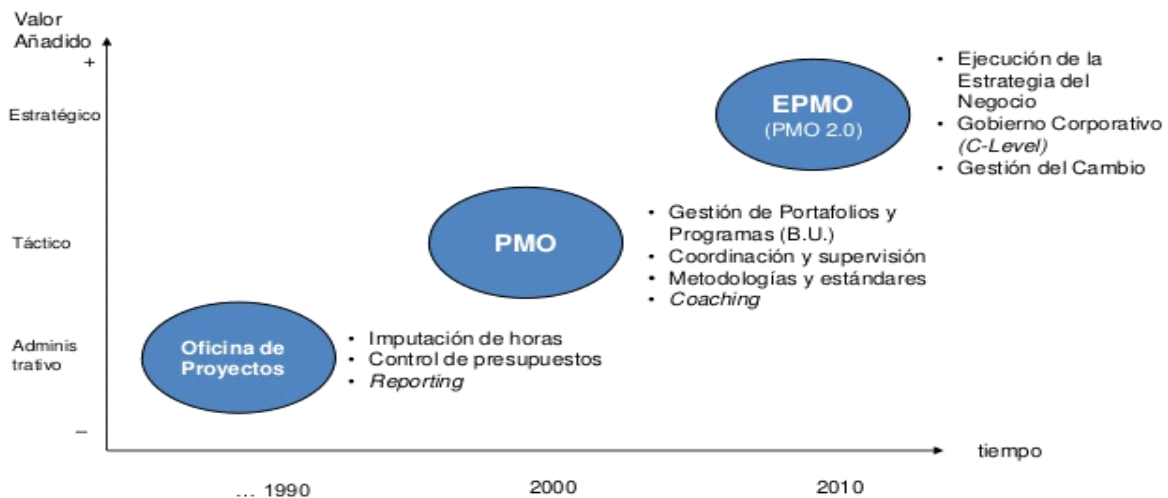 Valor
Añadido
+
Estratégico
EPMO
(PMO 2.0)
• Ejecución de la
Estrategia del
Negocio
• Gobierno Corporativo
(C-Level)
• Gestión del Cambio
Táctico
PMO
• Gestión de Portafolios y
Programas (B.U.)
• Coordinación y supervisión
• Metodologías y estándares
• Coaching
Adminis
trativo
Oficina de
Proyectos
• Imputación de horas
• Control de presupuestos
• Reporting
–
tiempo
... 1990
2000
2010